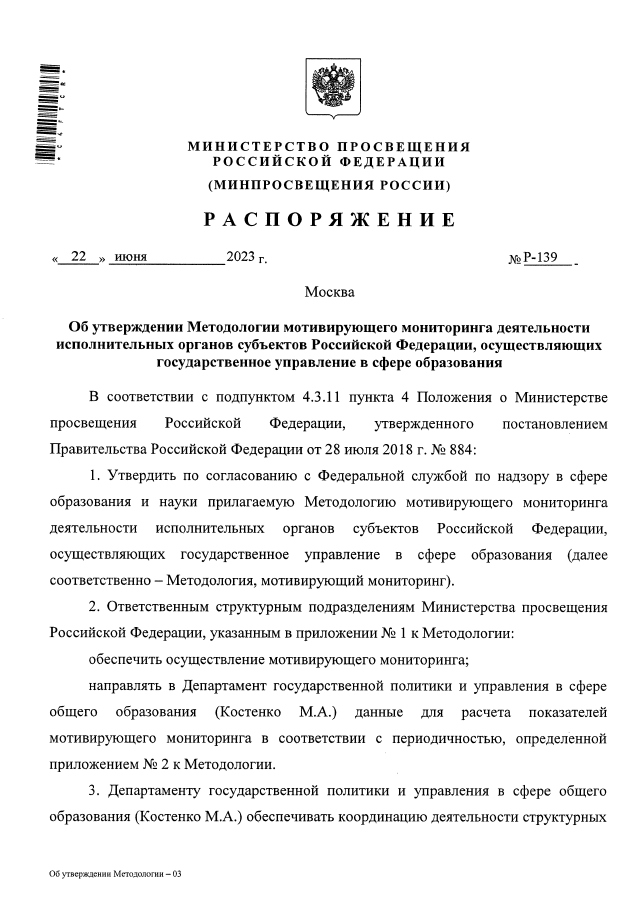 МИНИСТЕРСТВО ПРОСВЕЩЕНИЯ
РОССИЙСКОЙ ФЕДЕРАЦИИ
(МИНПРОСВЕЩЕНИЯ РОССИИ)
РАСПОРЯЖЕНИЕ
« 22 » июня 2023 г. № Р-139
Москва
Об утверждении Методологии мотивирующего мониторинга деятельности
исполнительных органов субъектов Российской Федерации, осуществляющих
государственное управление в сфере образования
В соответствии с подпунктом 4.3.11 пункта 4 Положения о Министерстве
просвещения Российской Федерации, утвержденного постановлением
Правительства Российской Федерации от 28 июля 2018 г. № 884:
1. Утвердить по согласованию с Федеральной службой по надзору в сфере
образования и науки прилагаемую Методологию мотивирующего мониторинга
деятельности исполнительных органов субъектов Российской Федерации,
осуществляющих государственное управление в сфере образования (далее
соответственно – Методология, мотивирующий мониторинг).
2. Ответственным структурным подразделениям Министерства просвещения
Российской Федерации, указанным в приложении № 1 к Методологии:
обеспечить осуществление мотивирующего мониторинга;
направлять в Департамент государственной политики и управления в сфере
общего образования (Костенко М.А.) данные для расчета показателей
мотивирующего мониторинга в соответствии с периодичностью, определенной
приложением № 2 к Методологии.
3. Департаменту государственной политики и управления в сфере общего
образования (Костенко М.А.) обеспечивать координацию деятельности структурных
Об утверждении Методологии – 03